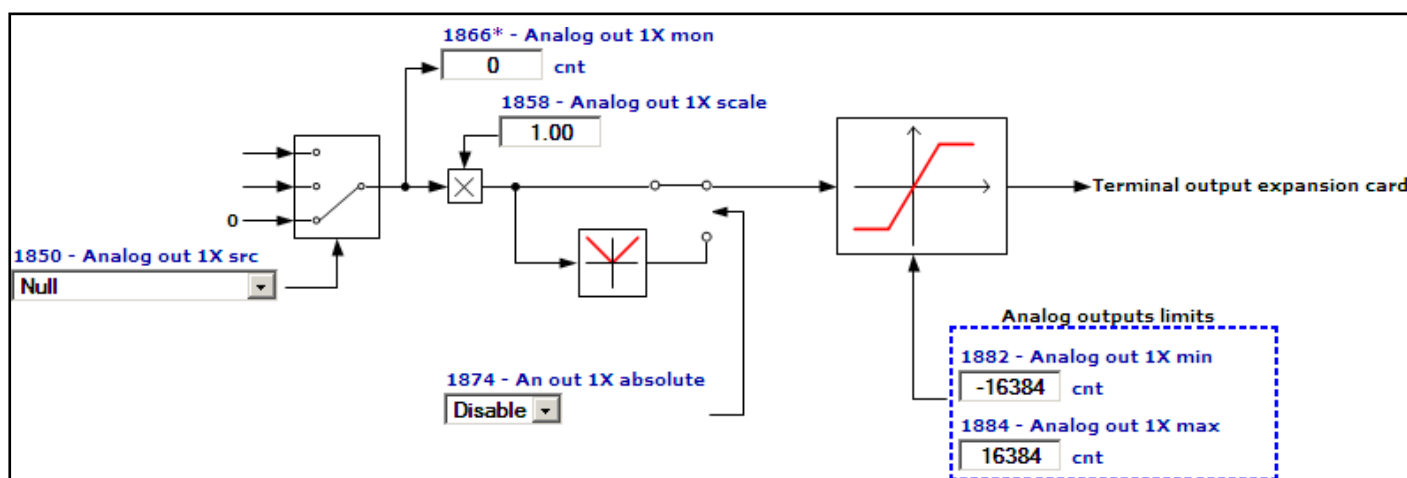 1866* - Analog out 1X mon
0 cnt
1858 - Analog out 1X scale
1.00
0
1850 - Analog out 1X src
Null
Terminal output expansion card
1874 - An out 1X absolute
Disable
Analog outputs limits
1882 - Analog out 1X min
-16384 cnt
1884 - Analog out 1X max
16384 cnt